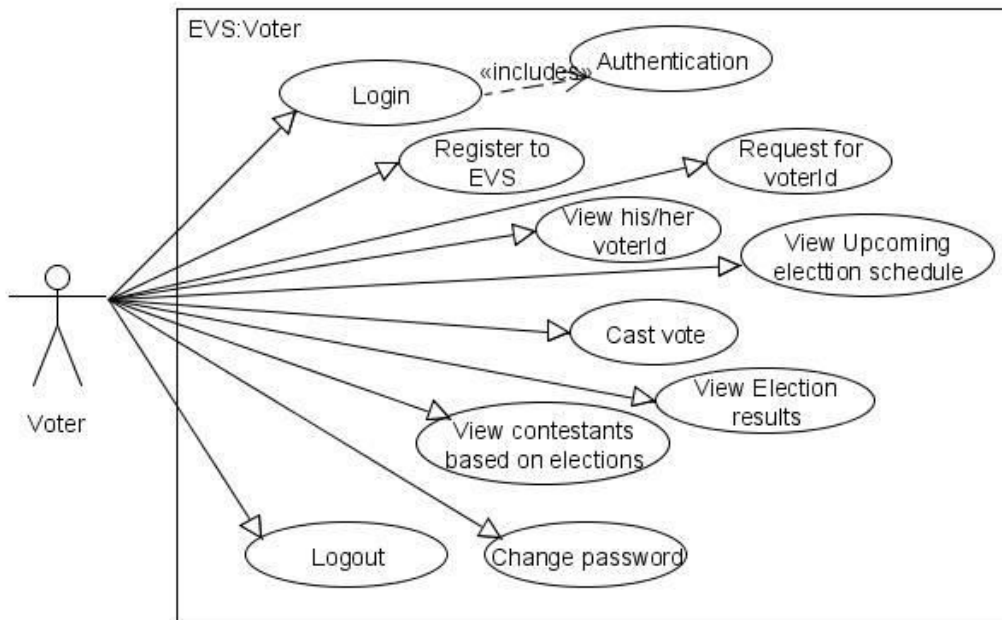 EVS:Voter
«includes»
Authentication
Login
Register to
EVS
Request for
voterId
View his/her
voterId
View Upcoming
electtion schedule
Cast vote
View Election
results
Voter
View contestants
based on elections
Logout
Change password